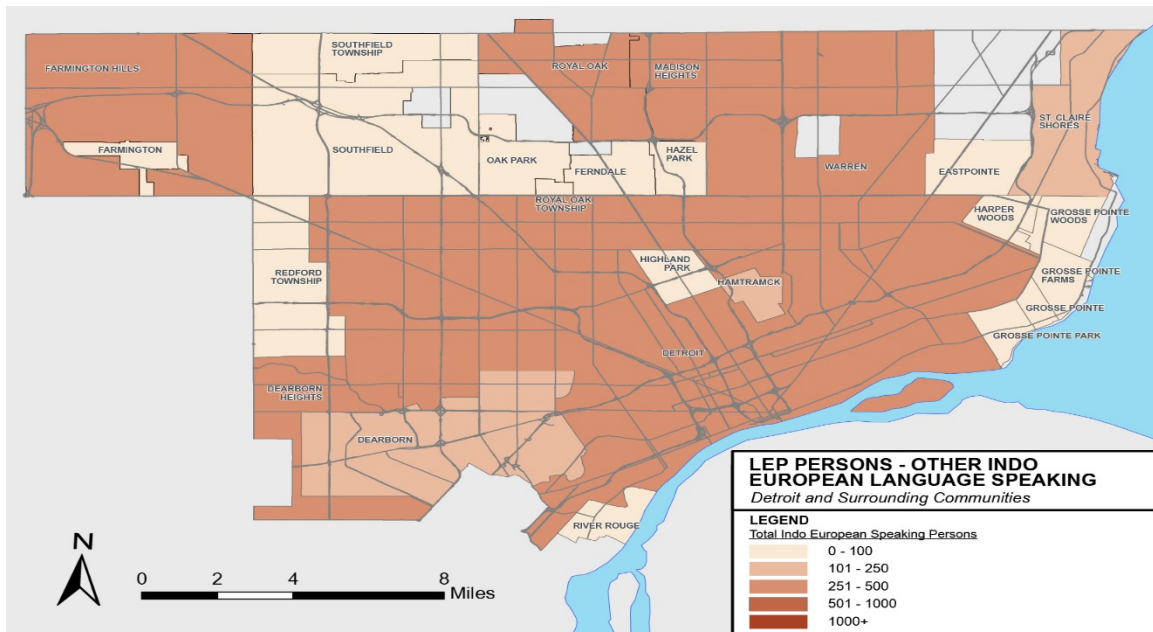 SOUTHFIELD
TOWNSHIP
FARMINGTON HILLS
ROYAL OAK
MADISON
HEIGHTS
ST. CLAIRE
SHORES
FARMINGTON
SOUTHFIELD
OAK PARK
HAZEL
PARK
FERNDALE
WARREN
EASTPOINTE
ROYAL OAK
TOWNSHIP
HARPER
WOODS
GROSSE POINTE
WOODS
REDFORD
TOWNSHIP
HIGHLAND
PARK
HAMTRAMCK
GROSSE POINTE
FARMS
GROSSE POINTE
GROSSE POINTE PARK
DETROIT
DEARBORN
HEIGHTS
DEARBORN
RIVER ROUGE
N
0 2 4 8
Miles
LEP PERSONS - OTHER INDO
EUROPEAN LANGUAGE SPEAKING
Detroit and Surrounding Communities
LEGEND
Total Indo European Speaking Persons
0 - 100
101 - 250
251 - 500
501 - 1000
1000+